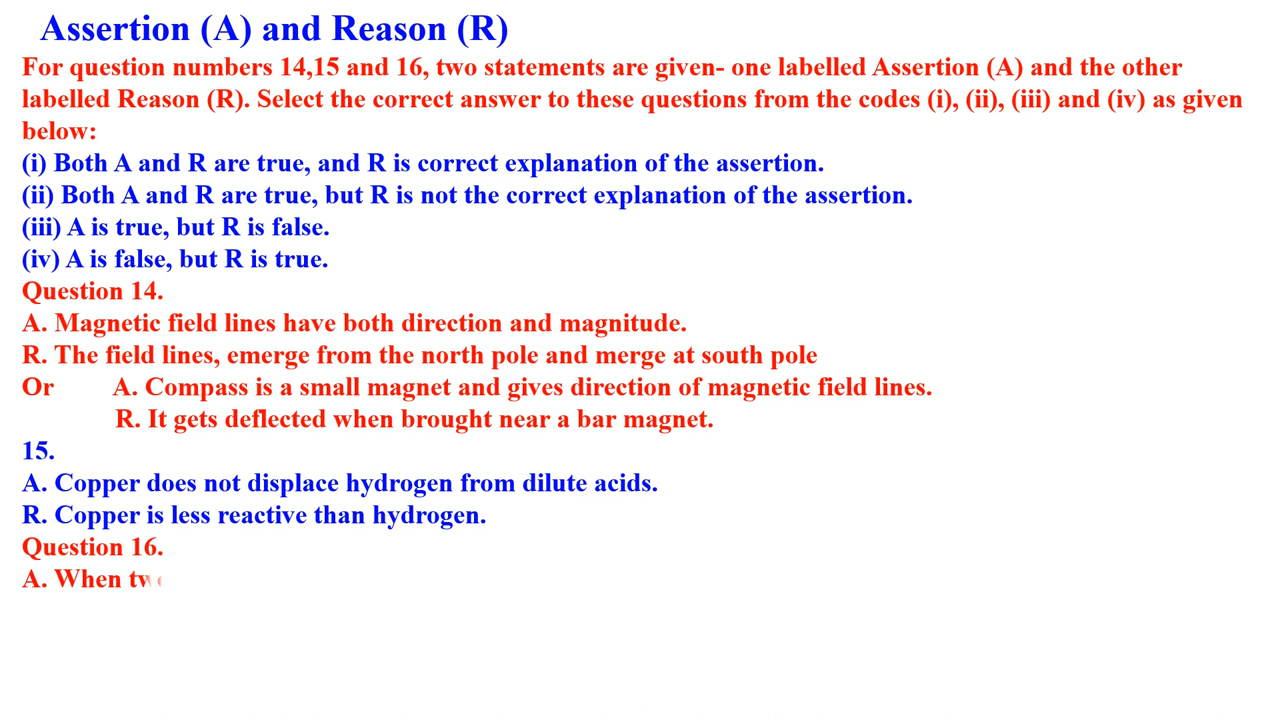 Assertion (A) and Reason (R)
For question numbers 14,15 and 16, two statements are given- one labelled Assertion (A) and the other
labelled Reason (R). Select the correct answer to these questions from the codes (i), (ii), (iii) and (iv) as given
below:
(i) Both A and R are true, and R is correct explanation of the assertion.
(ii) Both A and R are true, but R is not the correct explanation of the assertion.
(iii) A is true, but R is false.
(iv) A is false, but R is true.
Question 14.
A. Magnetic field lines have both direction and magnitude.
R. The field lines, emerge from the north pole and merge at south pole
Or A. Compass is a small magnet and gives direction of magnetic field lines.
R. It gets deflected when brought near a bar magnet.
15.
A. Copper does not displace hydrogen from dilute acids.
R. Copper is less reactive than hydrogen.
Question 16.
A. When